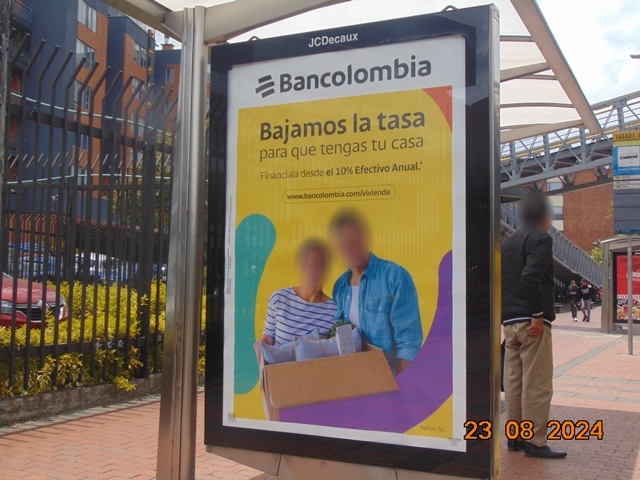 JCDecaux
Bancolombia
Bajamos la tasa
para que tengas tu casa
Fináncíala desde el 10% Efectivo Anual.*
www.bancolombia.com/vivienda
23 08 2024